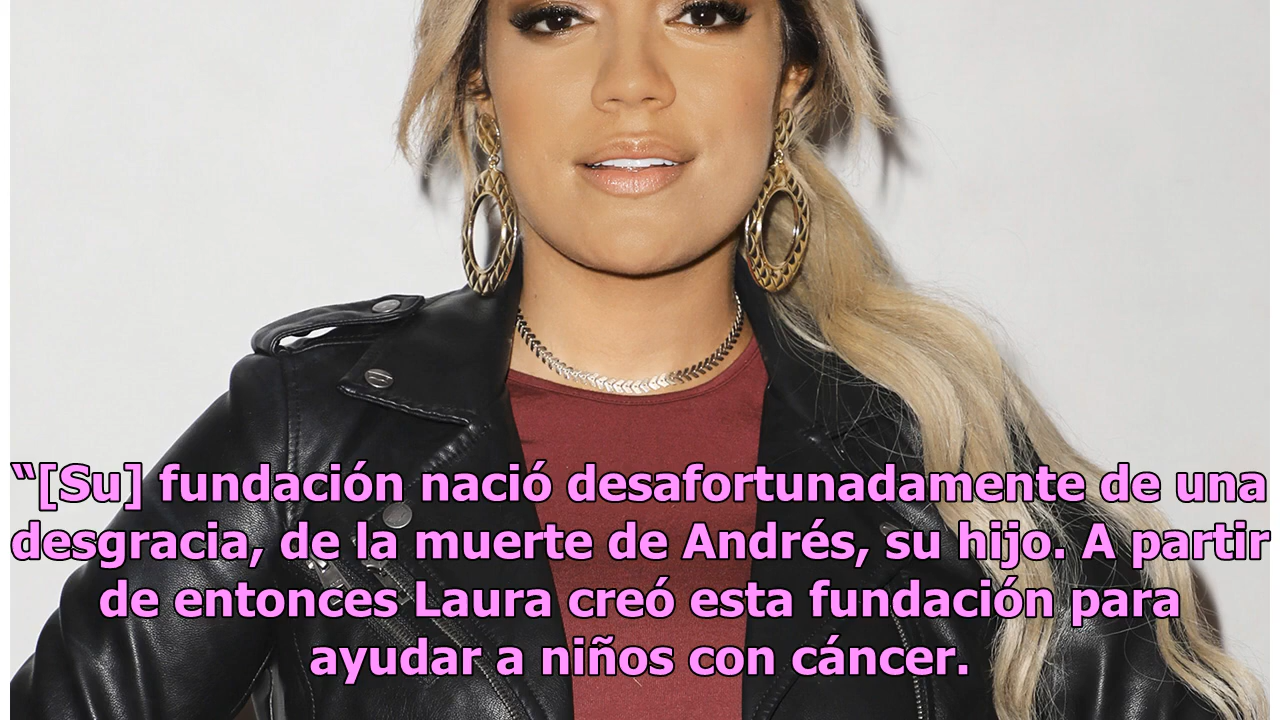 “[Su] fundación nació desafortunadamente de una
desgracia, de la muerte de Andrés, su hijo. A partir
de entonces Laura creó esta fundación para
ayudar a niños con cáncer.